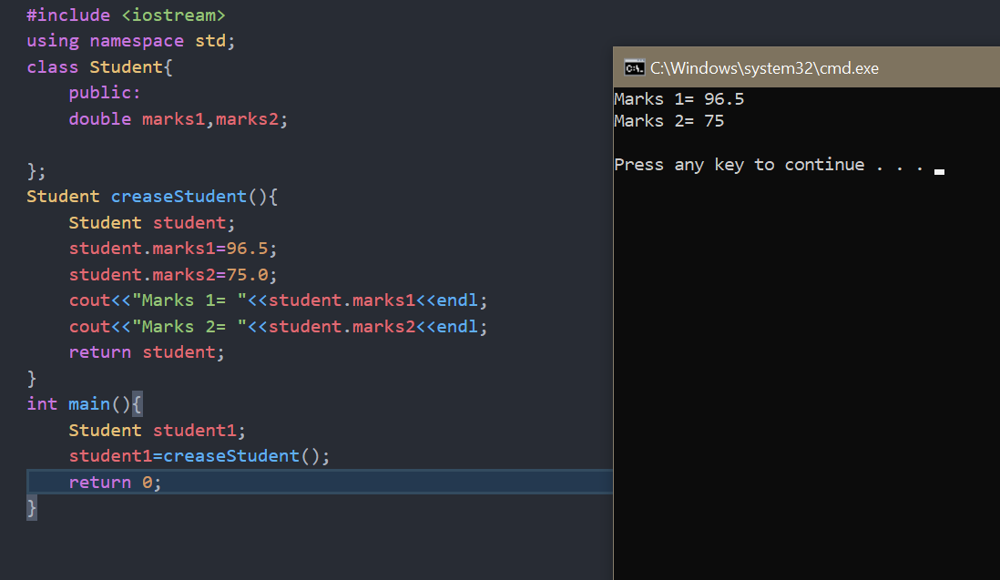 #include <iostream>
using namespace std;
class Student{
    public:
    double marks1,marks2;

};
Student creaseStudent(){
    Student student;
    student.marks1=96.5;
    student.marks2=75.0;
    cout<<"Marks 1= "<<student.marks1<<endl;
    cout<<"Marks 2= "<<student.marks2<<endl;
    return student;
}
int main(){
    Student student1;
    student1=creaseStudent();
    return 0;
}
C:\Windows\system32\cmd.exe
Marks 1= 96.5
Marks 2= 75

Press any key to continue . . .